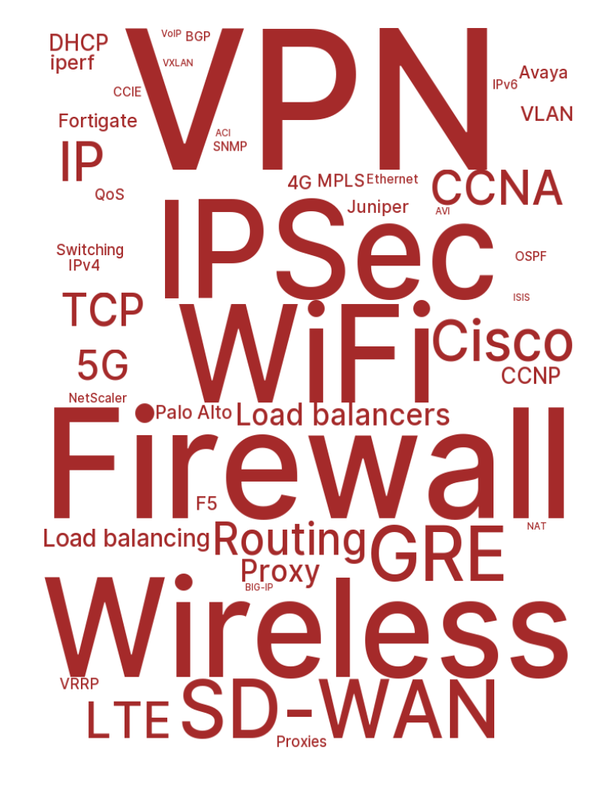 DHCP
iperf
VoIP BGP
VPN
VXLAN
CCIE
IPv6
Avaya
VLAN
Fortigate
ACI
SNMP
IP
QoS
4G MPLS Ethernet
CCNA
Juniper
AVI
IPSec
Switching
IPv4
OSPF
ISIS
TCP
WiFi
Cisco
5G
CCNP
NetScaler
Palo Alto Load balancers
Firewall
F5
NAT
Load balancing Routing GRE
Proxy
BIG-IP
Wireless
VRRP
LTE SD-WAN
Proxies